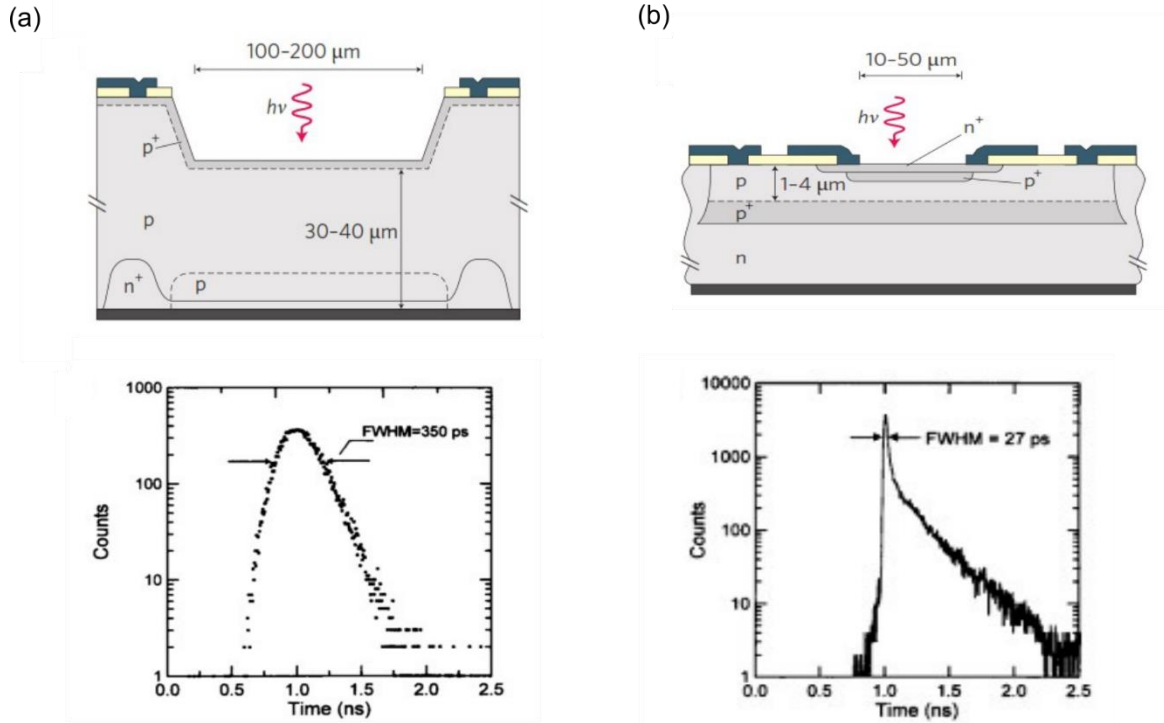 (a)
100–200 μm
hν
p⁺
p
30–40 μm
n⁺
p
(b)
10–50 μm
hν
n⁺
p
1–4 μm
p⁺
p⁺
n
1000
100
10
1
Counts
FWHM=350 ps
0.0 0.5 1.0 1.5 2.0 2.5
Time (ns)
10000
1000
100
10
1
Counts
FWHM = 27 ps
0.0 0.5 1.0 1.5 2.0 2.5
Time (ns)